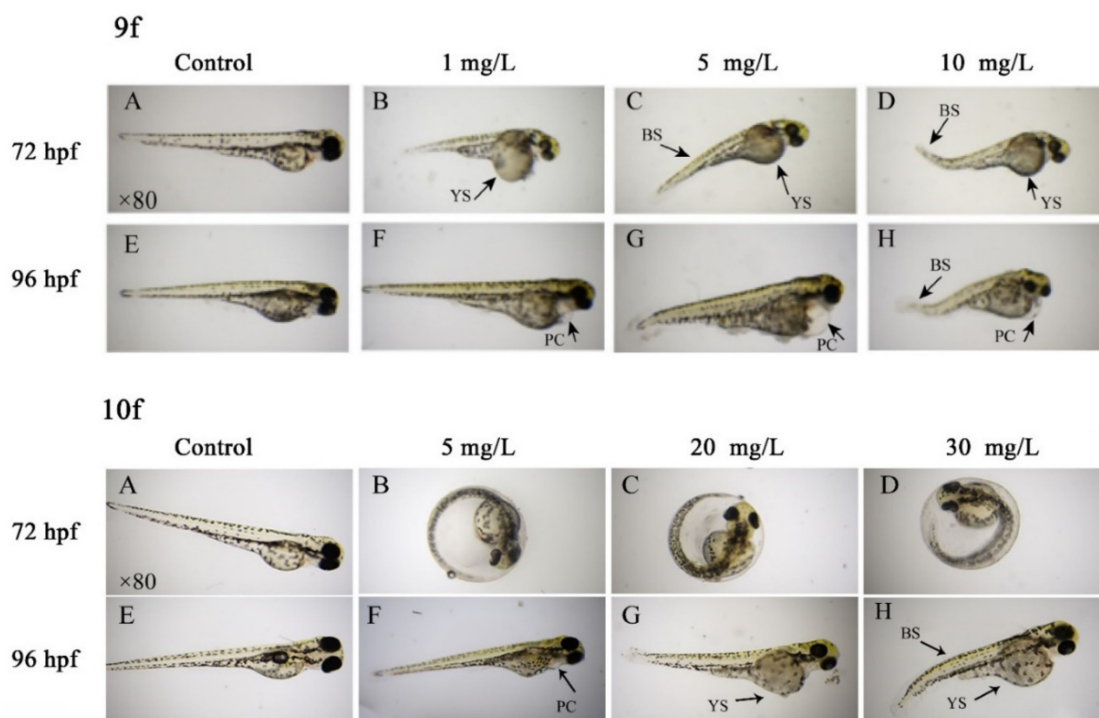 9f
Control 1 mg/L 5 mg/L 10 mg/L
72 hpf
A B C D
BS BS
YS YS YS
×80
96 hpf
E F G H
BS
PC PC PC
10f
Control 5 mg/L 20 mg/L 30 mg/L
72 hpf
A B C D
×80
96 hpf
E F G H
BS
PC YS YS